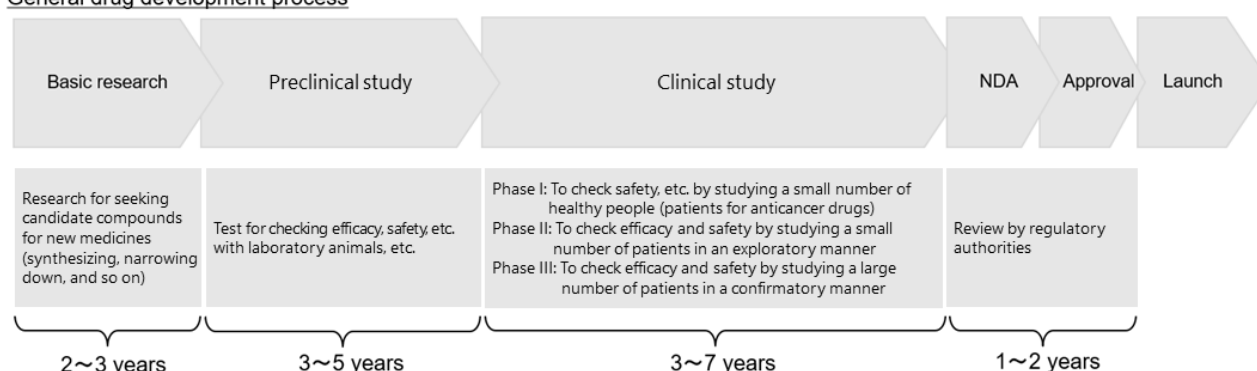 General drug development process
Basic research
Preclinical study
Clinical study
NDA
Approval
Launch
Research for seeking
candidate compounds
for new medicines
(synthesizing, narrowing
down, and so on)
Test for checking efficacy, safety, etc.
with laboratory animals, etc.
Phase I: To check safety, etc. by studying a small number of
healthy people (patients for anticancer drugs)
Phase II: To check efficacy and safety by studying a small
number of patients in an exploratory manner
Phase III: To check efficacy and safety by studying a large
number of patients in a confirmatory manner
Review by regulatory
authorities
2～3 years
3～5 years
3～7 years
1～2 years